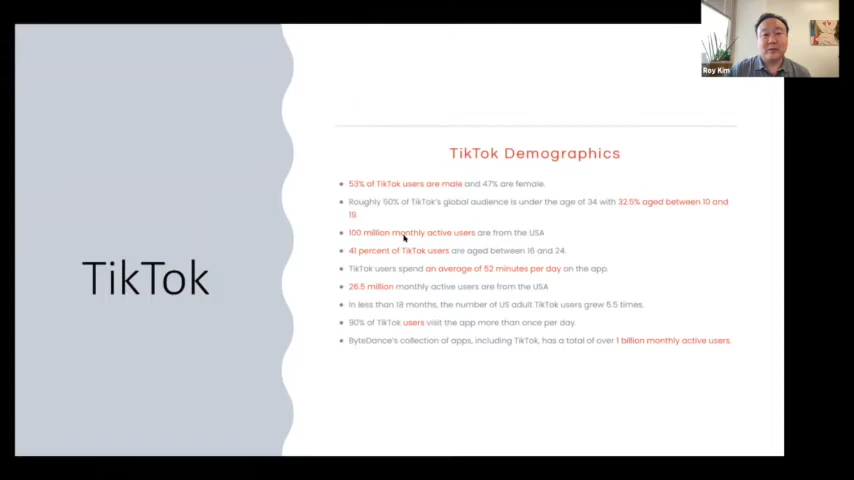 Roy Kim
TikTok
TikTok Demographics
53% of TikTok users are male and 47% are female.
Roughly 50% of TikTok's global audience is under the age of 34 with 32.5% aged between 10 and
19.
100 million monthly active users are from the USA
41 percent of TikTok users are aged between 16 and 24.
TikTok users spend an average of 52 minutes per day on the app.
26.5 million monthly active users are from the USA
In less than 18 months, the number of US adult TikTok users grew 5.5 times.
90% of TikTok users visit the app more than once per day.
ByteDance's collection of apps, including TikTok, has a total of over 1 billion monthly active users.